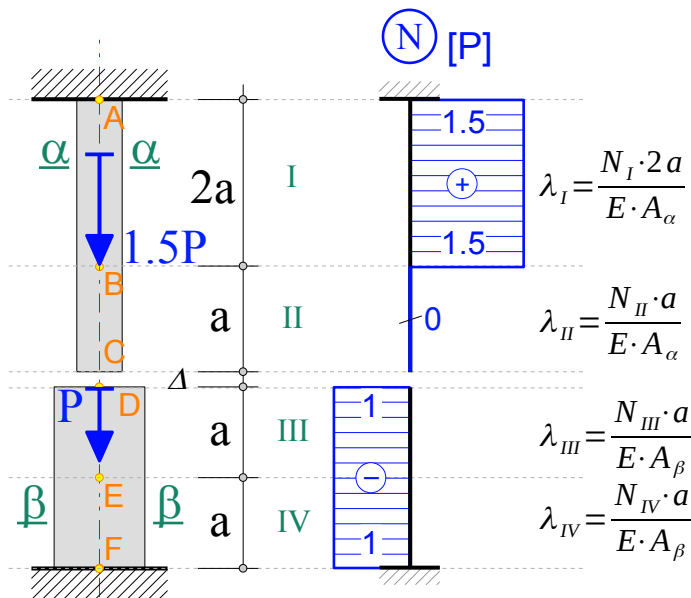 N [P]
A
α α
1.5
I
2a
+
λ_I = N_I · 2a / E · A_α
1.5P
1.5
B
a
II
0
λ_II = N_II · a / E · A_α
C
Δ
P
D
1
a
III
λ_III = N_III · a / E · A_β
−
E
β β
a
IV
λ_IV = N_IV · a / E · A_β
1
F